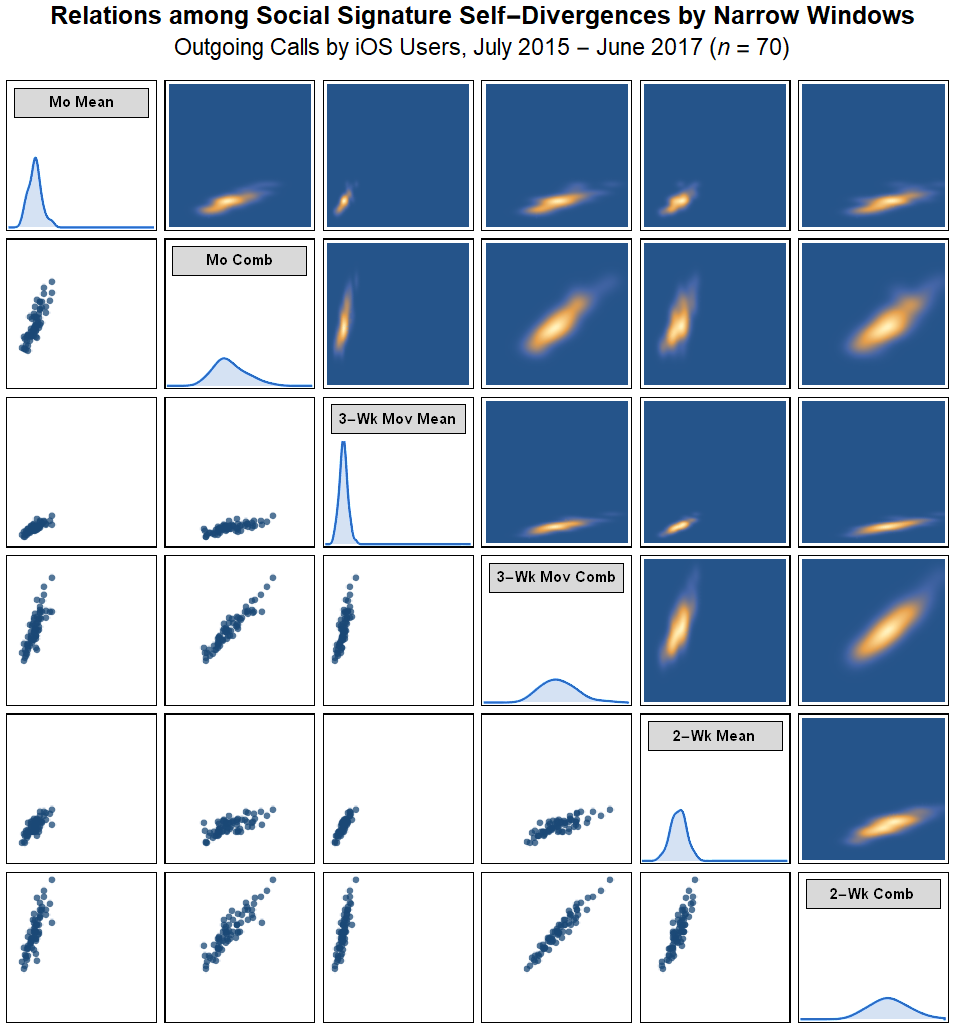 Relations among Social Signature Self–Divergences by Narrow Windows
Outgoing Calls by iOS Users, July 2015 – June 2017 (n = 70)
Mo Mean
Mo Comb
3–Wk Mov Mean
3–Wk Mov Comb
2–Wk Mean
2–Wk Comb